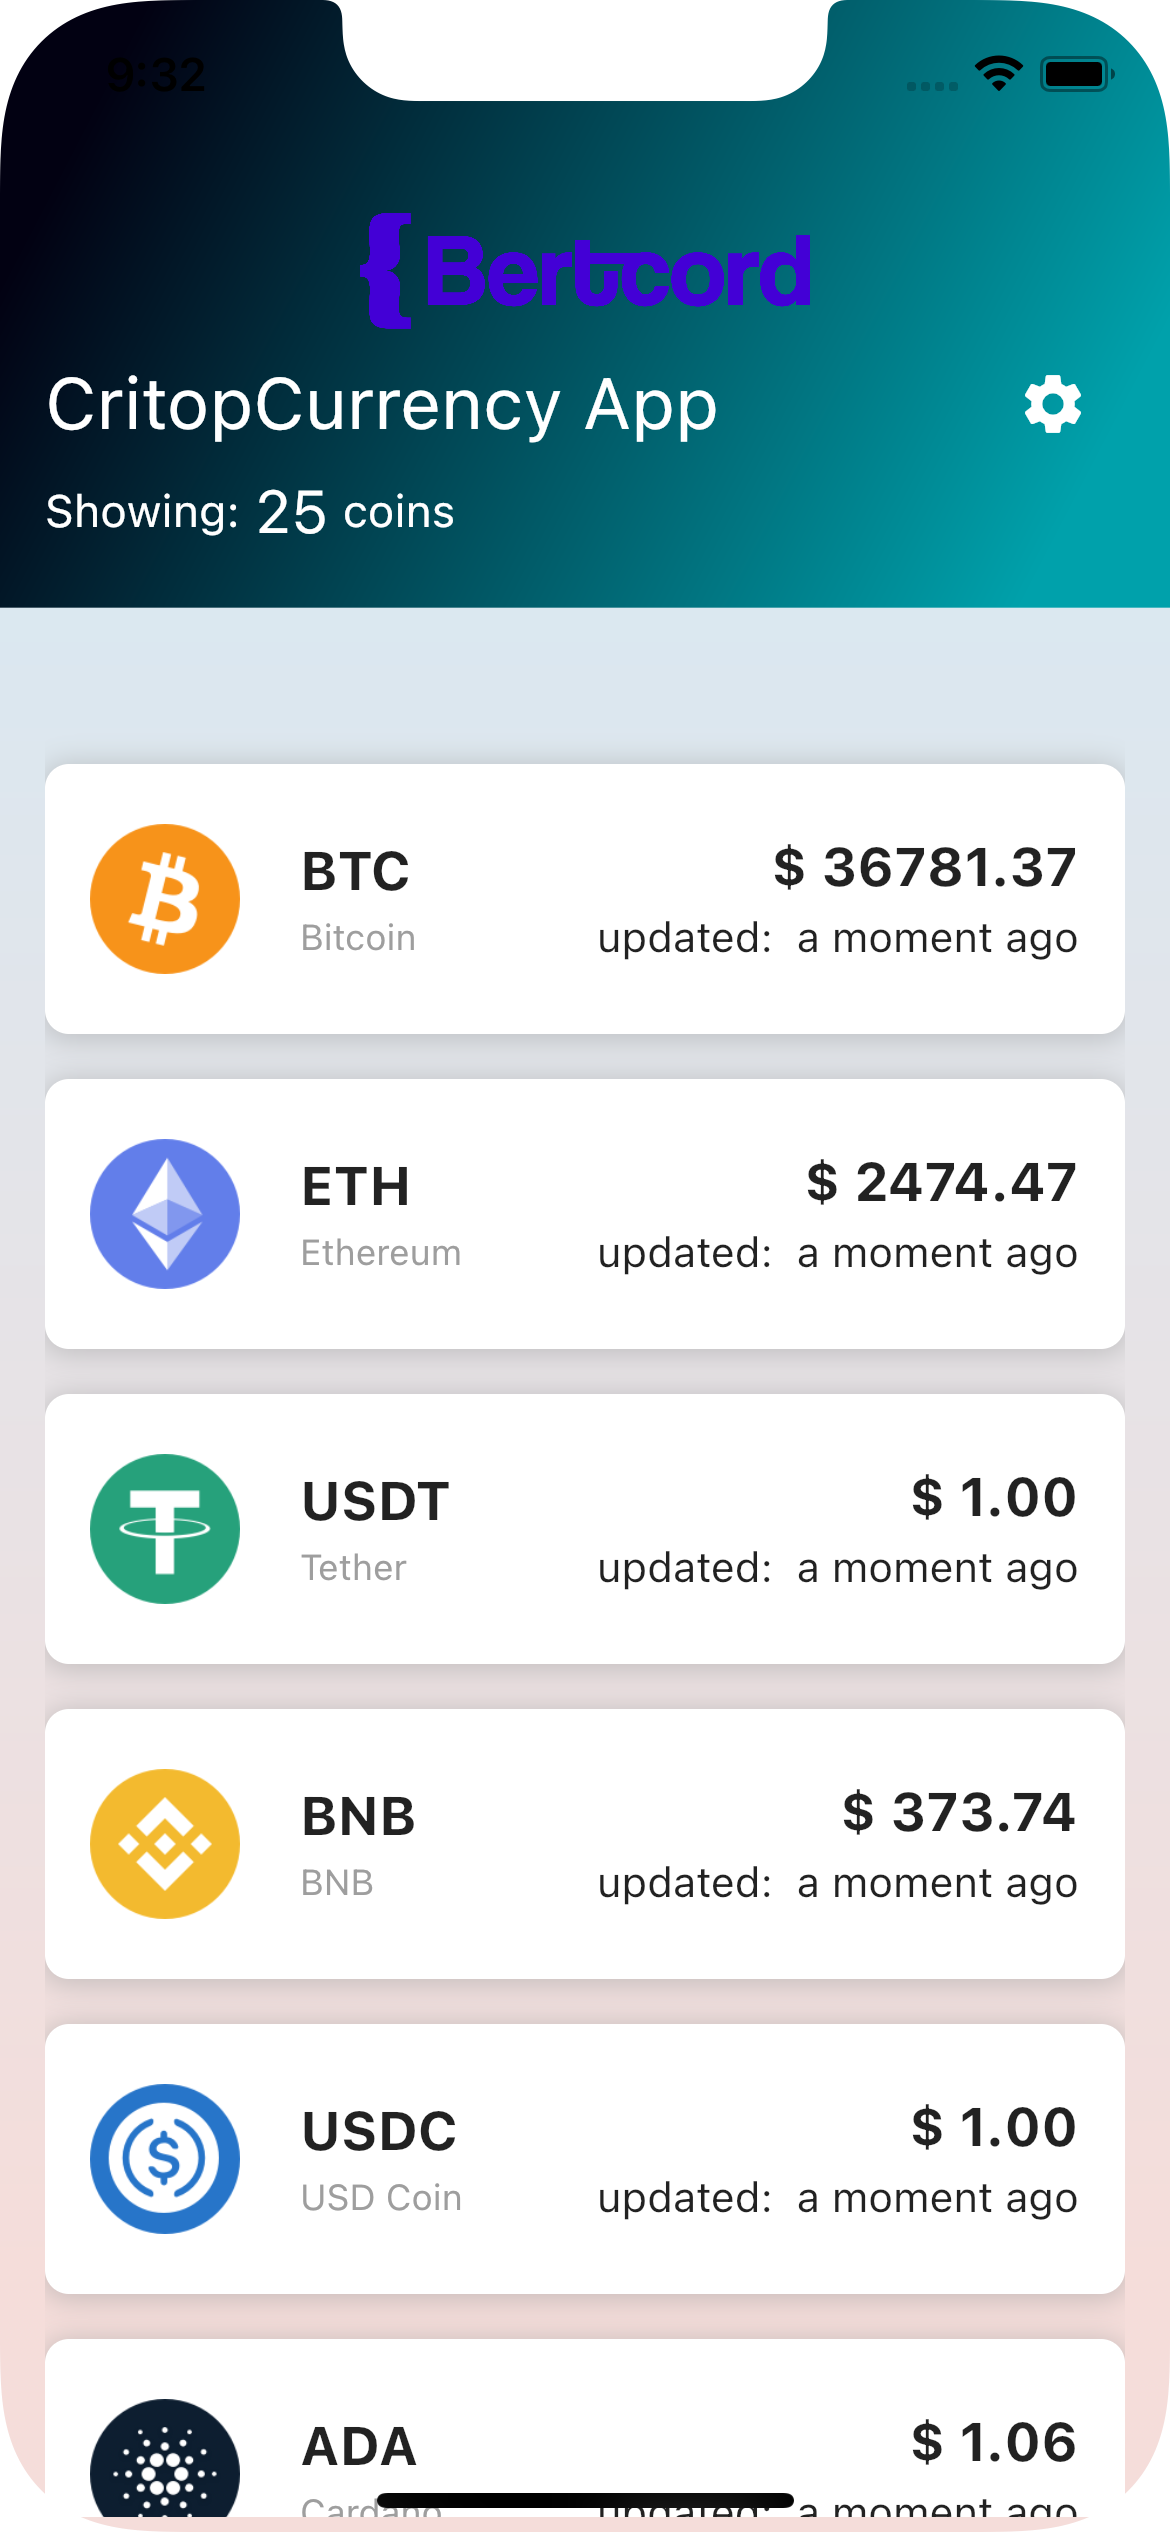 9:32
{Bertcord
CritopCurrency App
Showing: 25 coins
BTC
$ 36781.37
Bitcoin
updated: a moment ago
ETH
$ 2474.47
Ethereum
updated: a moment ago
USDT
$ 1.00
Tether
updated: a moment ago
BNB
$ 373.74
BNB
updated: a moment ago
USDC
$ 1.00
USD Coin
updated: a moment ago
ADA
$ 1.06
Cardano
updated: a moment ago